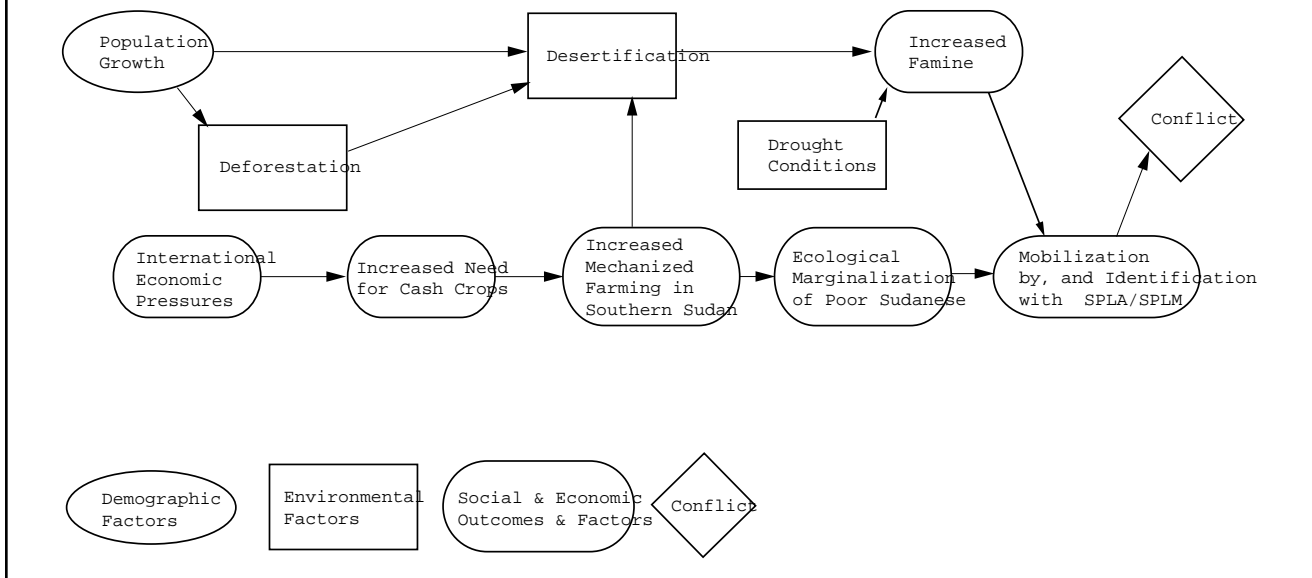 Population
Growth
Desertification
Increased
Famine
Conflict
Drought
Conditions
Deforestation
International
Economic
Pressures
Increased Need
for Cash Crops
Increased
Mechanized
Farming in
Southern Sudan
Ecological
Marginalization
of Poor Sudanese
Mobilization
by, and Identification
with SPLA/SPLM
Demographic
Factors
Environmental
Factors
Social & Economic
Outcomes & Factors
Conflict